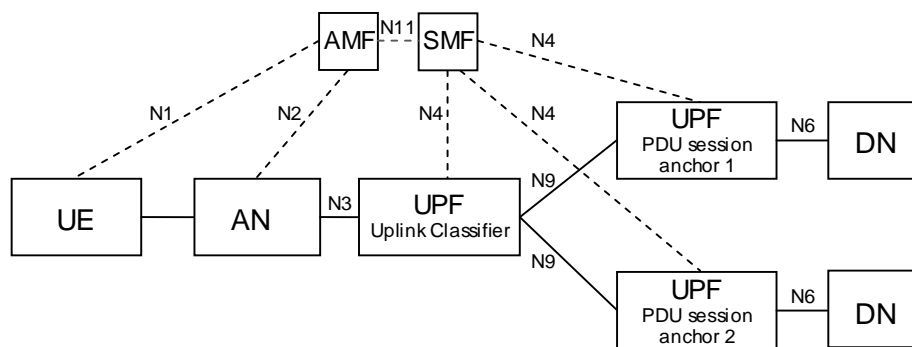 N11
AMF
SMF
N4
N1
N2
N4
N4
UPF
PDU session
anchor 1
N6
DN
N9
UE
AN
N3
UPF
Uplink Classifier
N9
UPF
PDU session
anchor 2
N6
DN